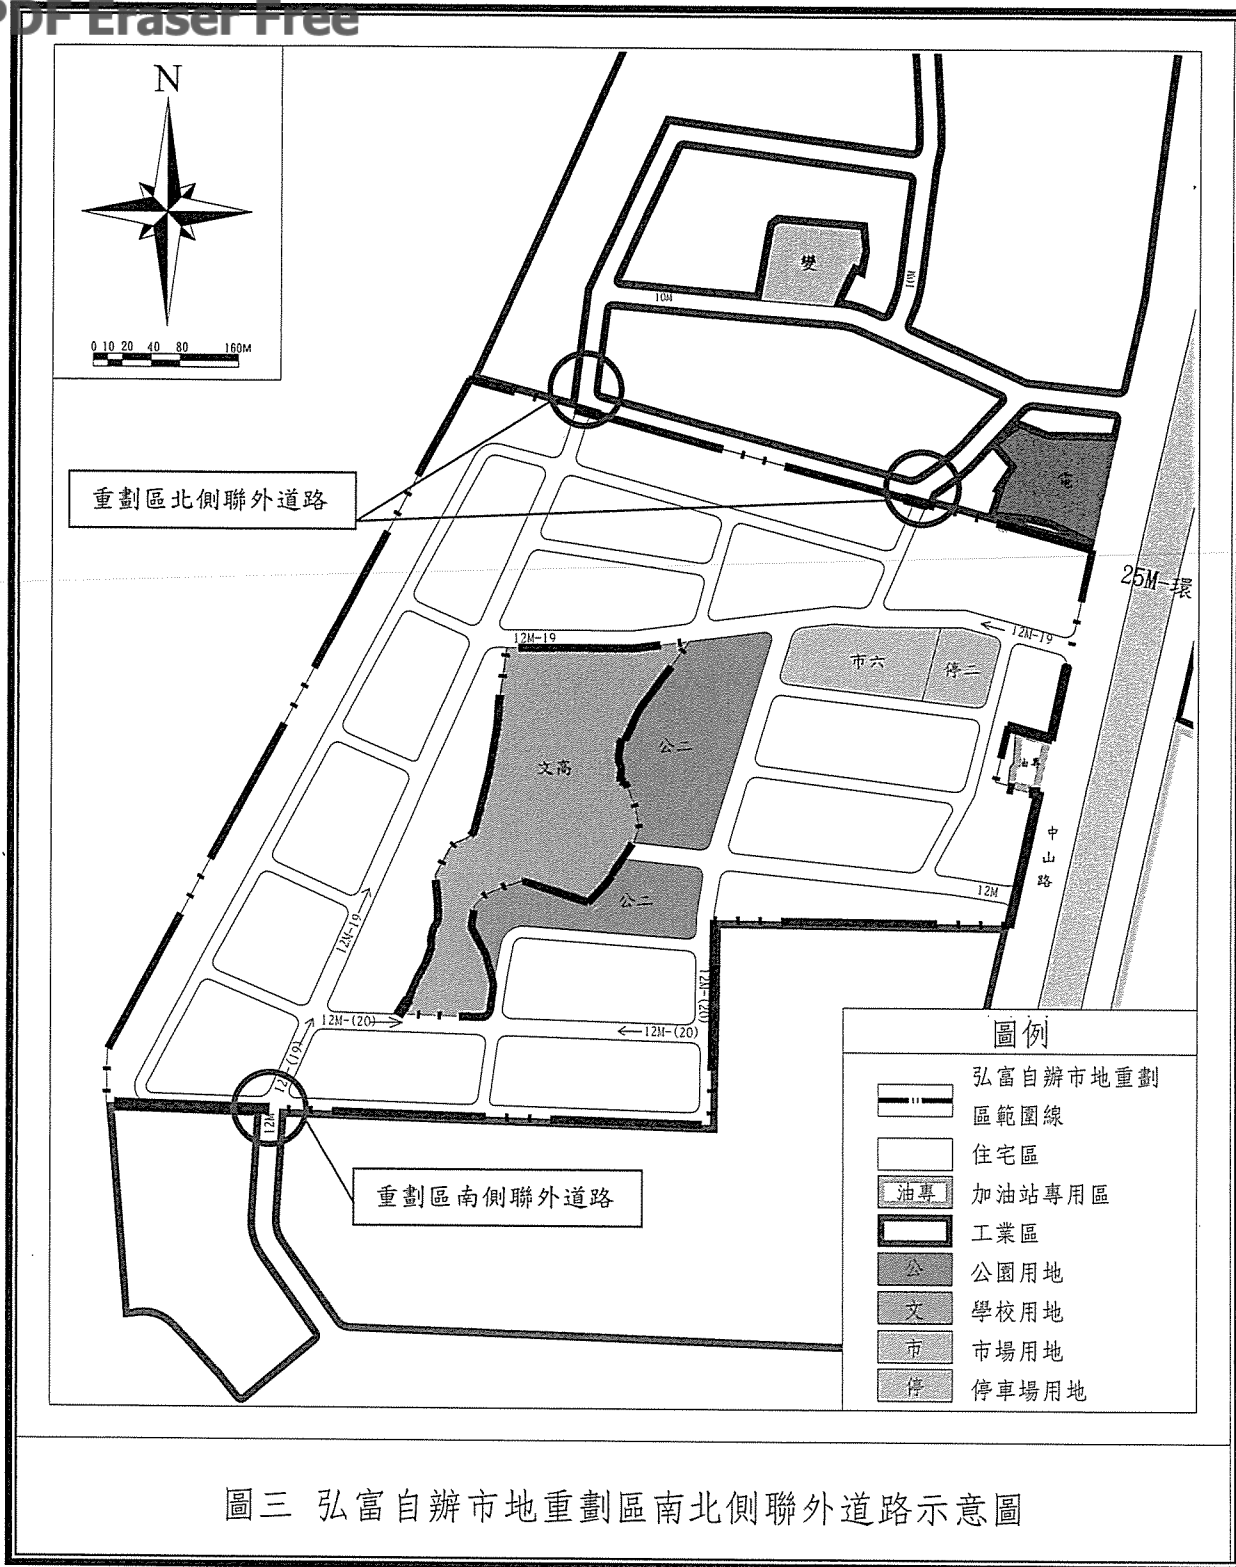 PDF Eraser Free
N
0 10 20 40 80 160M
變
10M
10M
重劃區北側聯外道路
電
25M-環
12M-19
12M-19
市六
停二
公二
文高
油專
中山路
12M
公二
12M-19
12M-(20)
12M-(20)
12M-(20)
12M-(19)
12M
重劃區南側聯外道路
圖例
弘富自辦市地重劃
區範圍線
住宅區
油專 加油站專用區
工業區
公 公園用地
文 學校用地
市 市場用地
停 停車場用地
圖三 弘富自辦市地重劃區南北側聯外道路示意圖